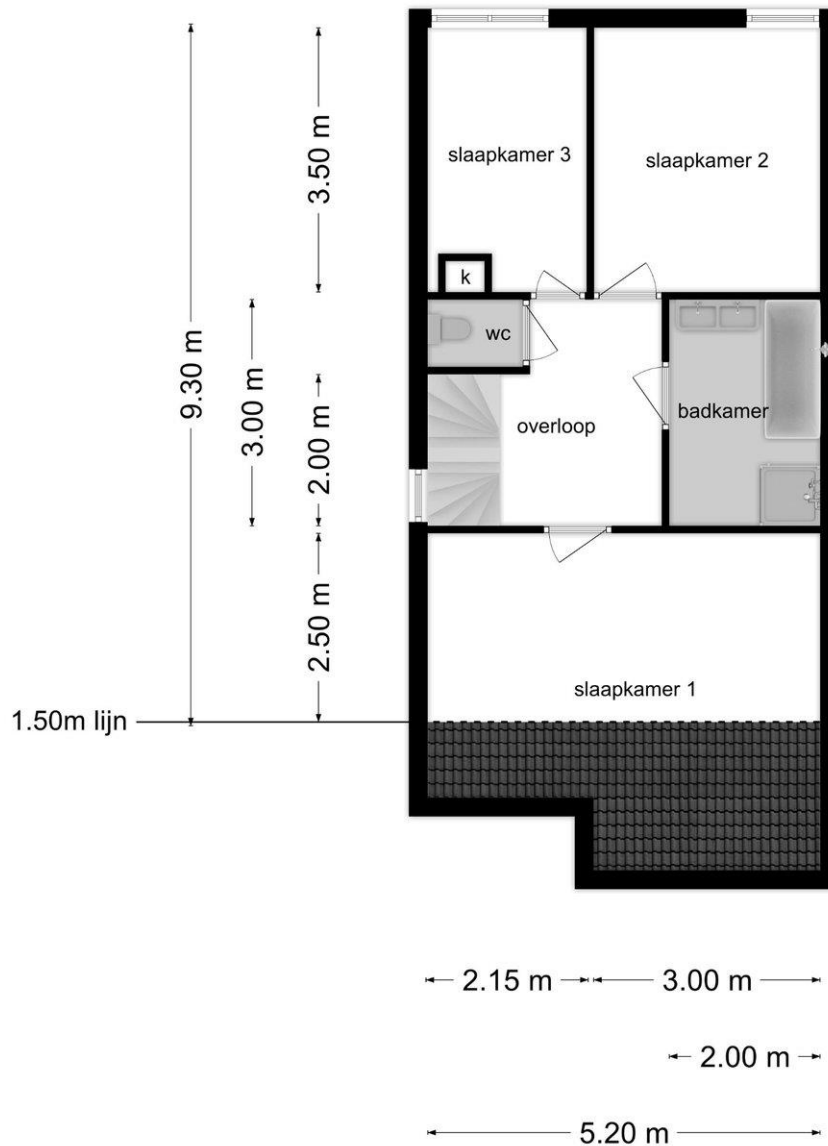 slaapkamer 3
slaapkamer 2
3.50 m
k
9.30 m
3.00 m
wc
2.00 m
overloop
badkamer
2.50 m
slaapkamer 1
1.50m lijn
2.15 m
3.00 m
2.00 m
5.20 m